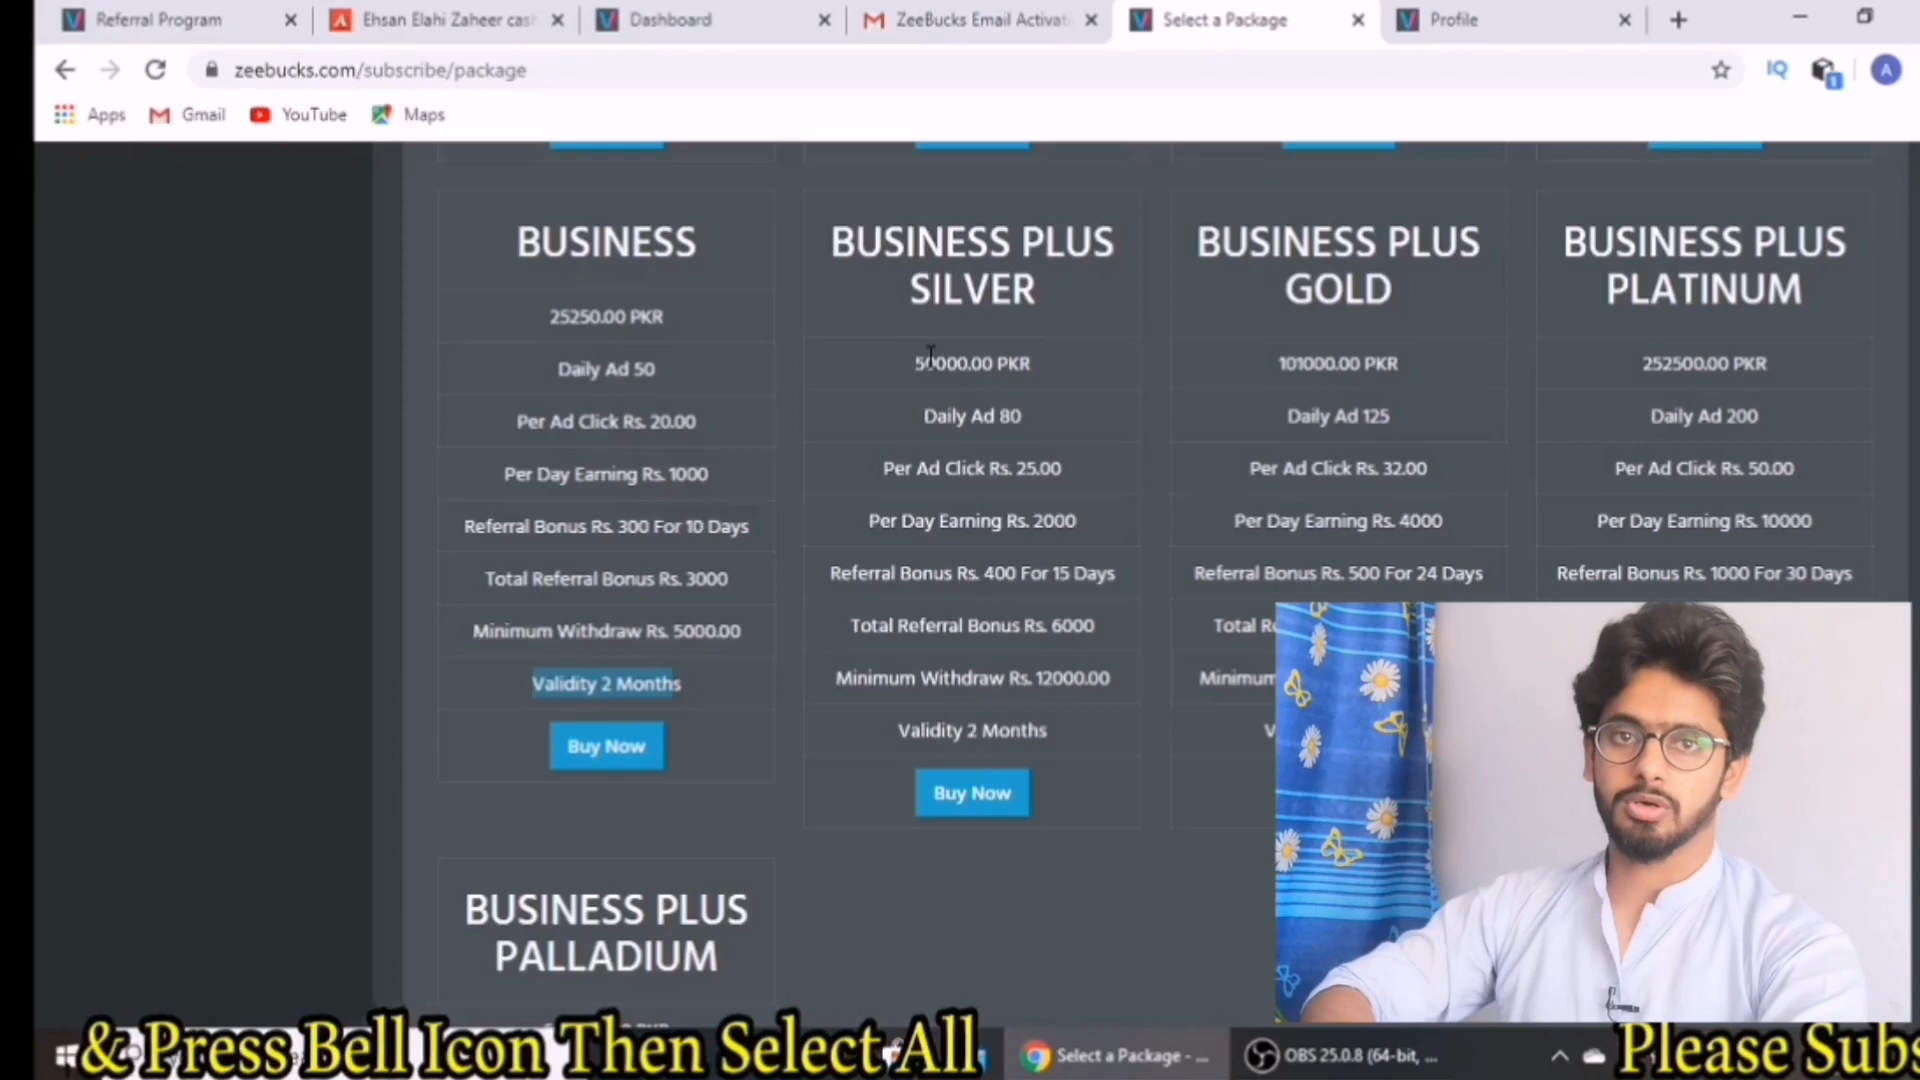 Referral Program
Ehsan Elahi Zaheer cas
Dashboard
ZeeBucks Email Activat
Select a Package
Profile
zeebucks.com/subscribe/package
IQ
A
Apps
Gmail
YouTube
Maps
BUSINESS
25250.00 PKR
Daily Ad 50
Per Ad Click Rs. 20.00
Per Day Earning Rs. 1000
Referral Bonus Rs. 300 For 10 Days
Total Referral Bonus Rs. 3000
Minimum Withdraw Rs. 5000.00
Validity 2 Months
Buy Now
BUSINESS PLUS
SILVER
50000.00 PKR
Daily Ad 80
Per Ad Click Rs. 25.00
Per Day Earning Rs. 2000
Referral Bonus Rs. 400 For 15 Days
Total Referral Bonus Rs. 6000
Minimum Withdraw Rs. 12000.00
Validity 2 Months
Buy Now
BUSINESS PLUS
GOLD
101000.00 PKR
Daily Ad 125
Per Ad Click Rs. 32.00
Per Day Earning Rs. 4000
Referral Bonus Rs. 500 For 24 Days
Total R
Minimum
V
BUSINESS PLUS
PLATINUM
252500.00 PKR
Daily Ad 200
Per Ad Click Rs. 50.00
Per Day Earning Rs. 10000
Referral Bonus Rs. 1000 For 30 Days
BUSINESS PLUS
PALLADIUM
& Press Bell Icon Then Select All
Select a Package - ...
OBS 25.0.8 (64-bit, ...
Please Subs